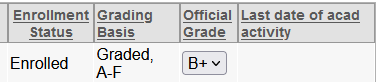 Enrollment Status
Grading Basis
Official Grade
Last date of acad activity
Enrolled
Graded, A-F
B+